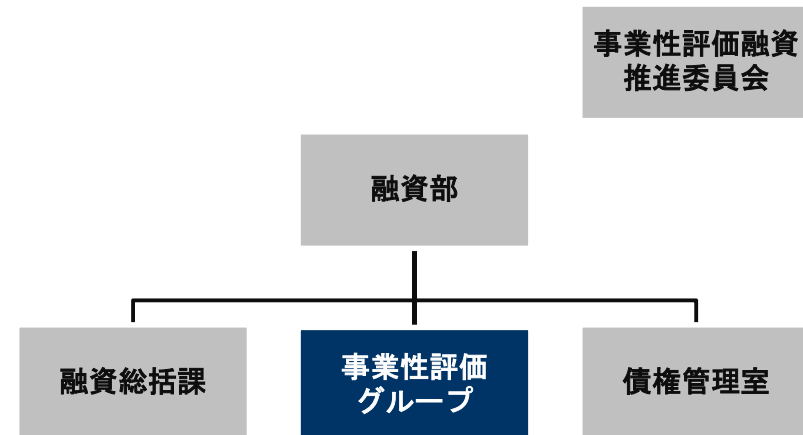 事業性評価融資
推進委員会
融資部
融資総括課
事業性評価
グループ
債権管理室